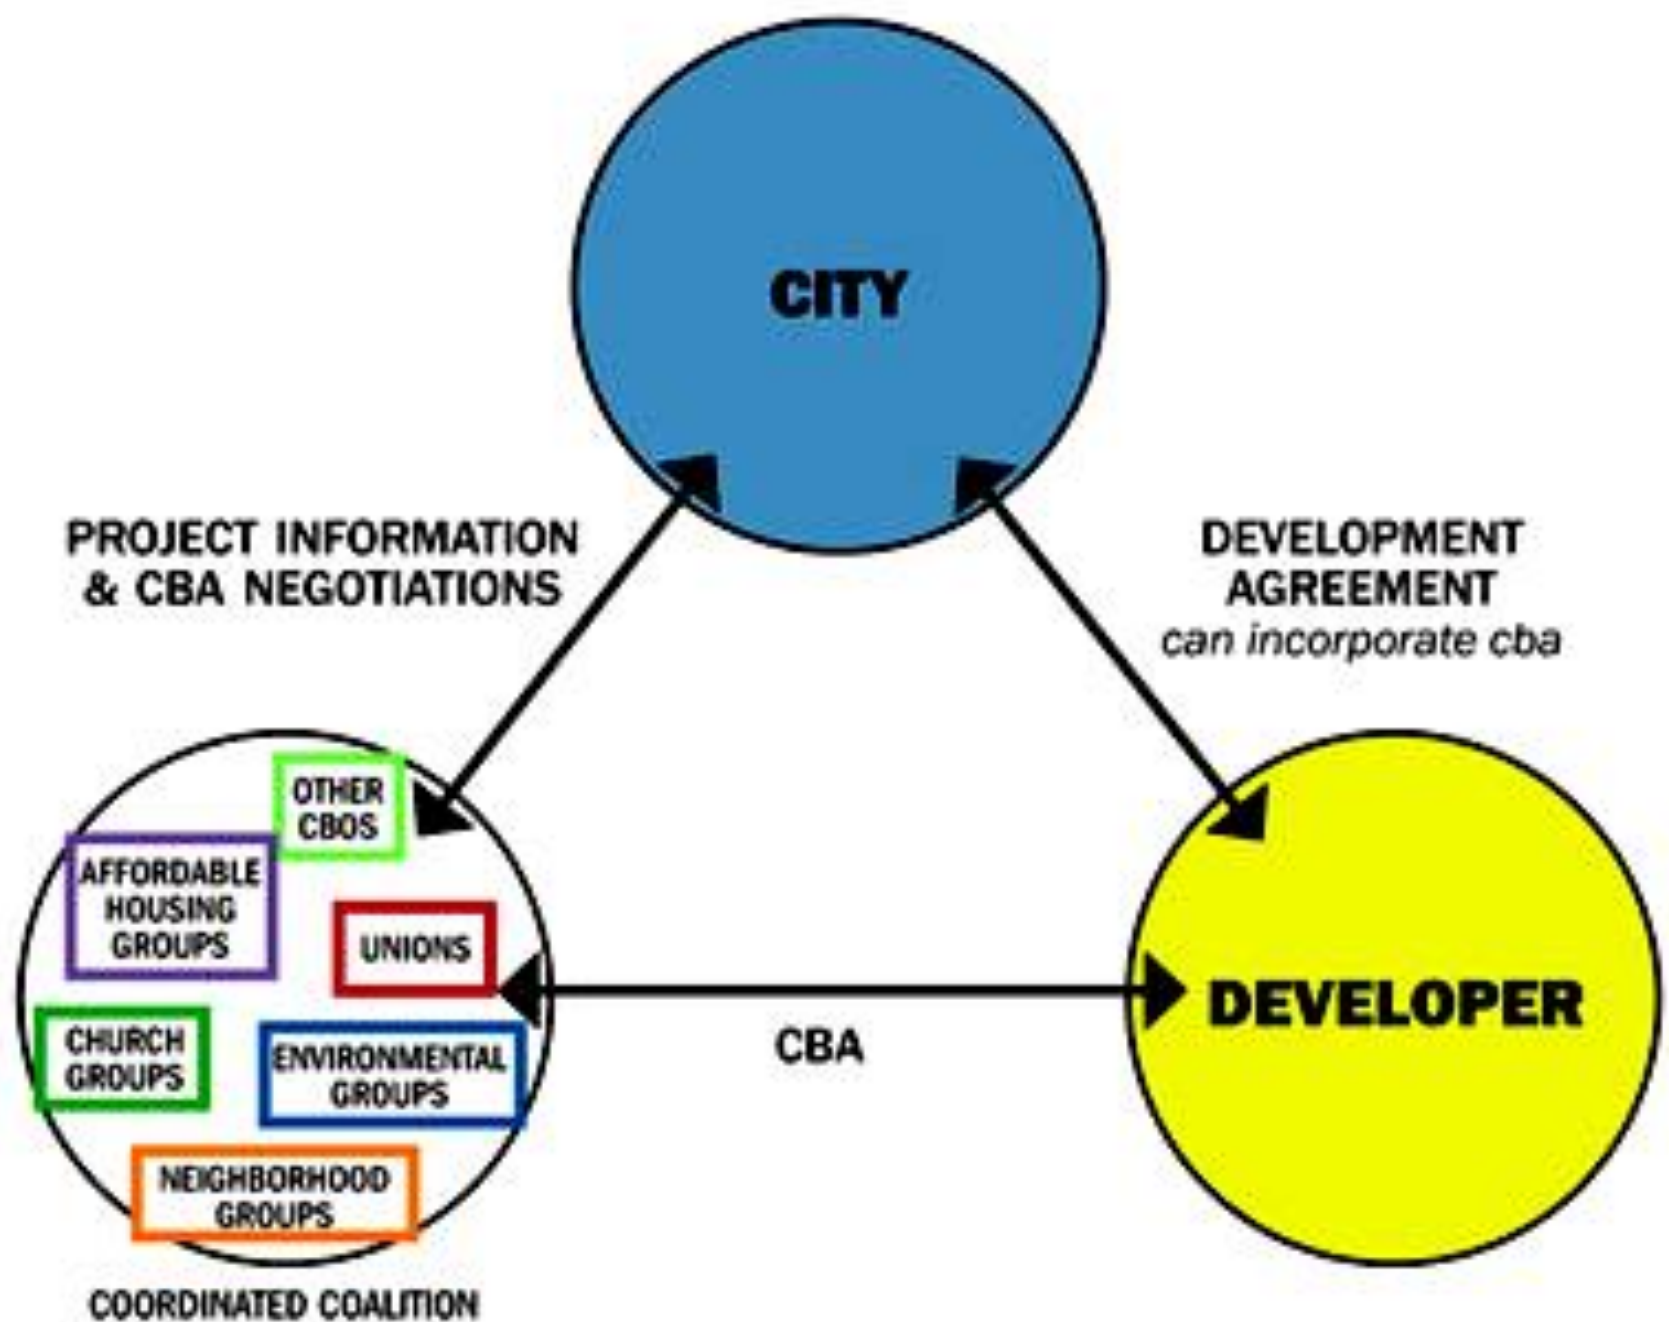 CITY
PROJECT INFORMATION
& CBA NEGOTIATIONS
DEVELOPMENT
AGREEMENT
can incorporate cba
OTHER
CBOS
AFFORDABLE
HOUSING
GROUPS
UNIONS
CHURCH
GROUPS
ENVIRONMENTAL
GROUPS
NEIGHBORHOOD
GROUPS
COORDINATED COALITION
CBA
DEVELOPER